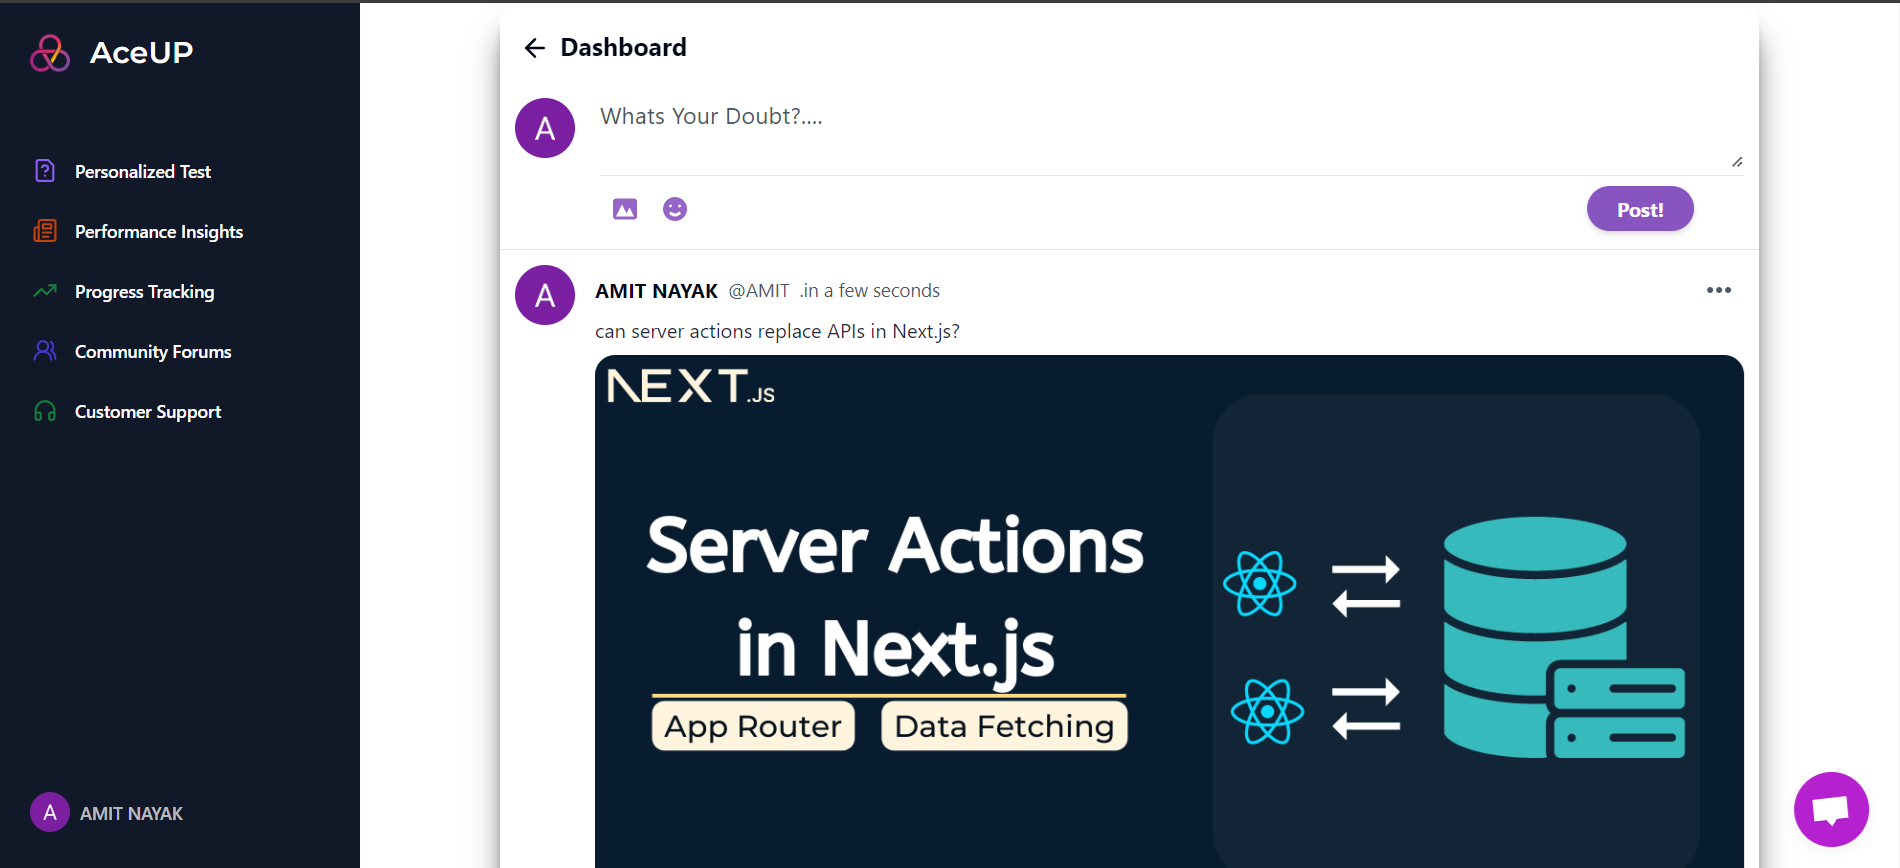 AceUP
Personalized Test
Performance Insights
Progress Tracking
Community Forums
Customer Support
A AMIT NAYAK
Dashboard
A
Whats Your Doubt?....
Post!
A
AMIT NAYAK @AMIT .in a few seconds
can server actions replace APIs in Next.js?
NEXT.JS
Server Actions
in Next.js
App Router Data Fetching